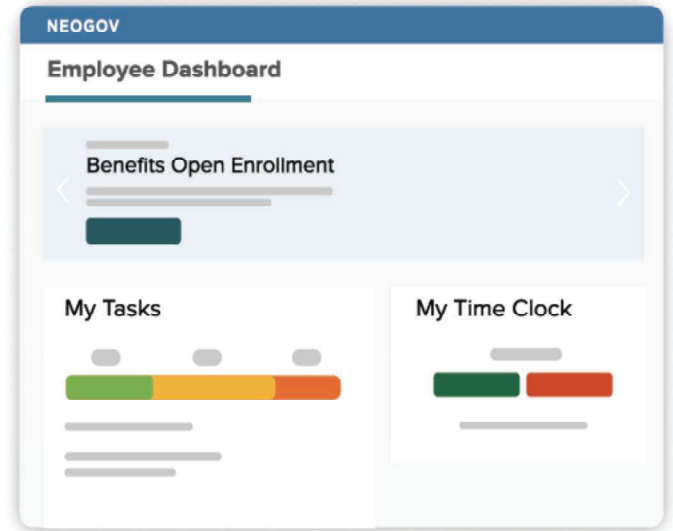 NEOGOV
Employee Dashboard
Benefits Open Enrollment
My Tasks
My Time Clock